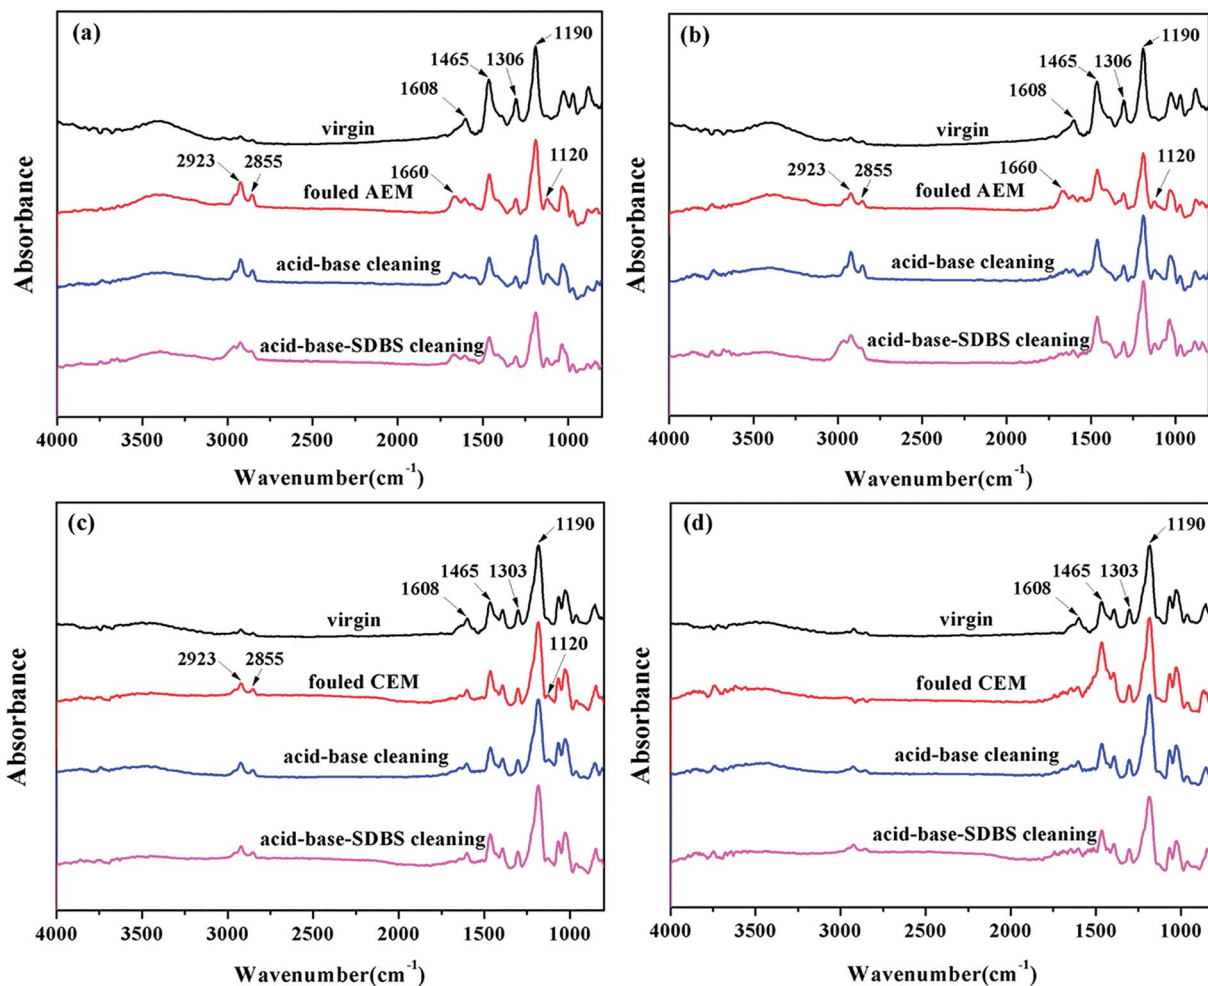 (a)
1190
1465
1306
1608
virgin
2923
2855
fouled AEM
1660
1120
acid-base cleaning
acid-base-SDBS cleaning
Absorbance
4000 3500 3000 2500 2000 1500 1000
Wavenumber(cm-1)
(b)
1190
1465
1306
1608
virgin
2923
2855
fouled AEM
1660
1120
acid-base cleaning
acid-base-SDBS cleaning
Absorbance
4000 3500 3000 2500 2000 1500 1000
Wavenumber(cm-1)
(c)
1190
1465
1303
1608
virgin
2923
2855
fouled CEM
1120
acid-base cleaning
acid-base-SDBS cleaning
Absorbance
4000 3500 3000 2500 2000 1500 1000
Wavenumber(cm-1)
(d)
1190
1465
1303
1608
virgin
fouled CEM
acid-base cleaning
acid-base-SDBS cleaning
Absorbance
4000 3500 3000 2500 2000 1500 1000
Wavenumber(cm-1)